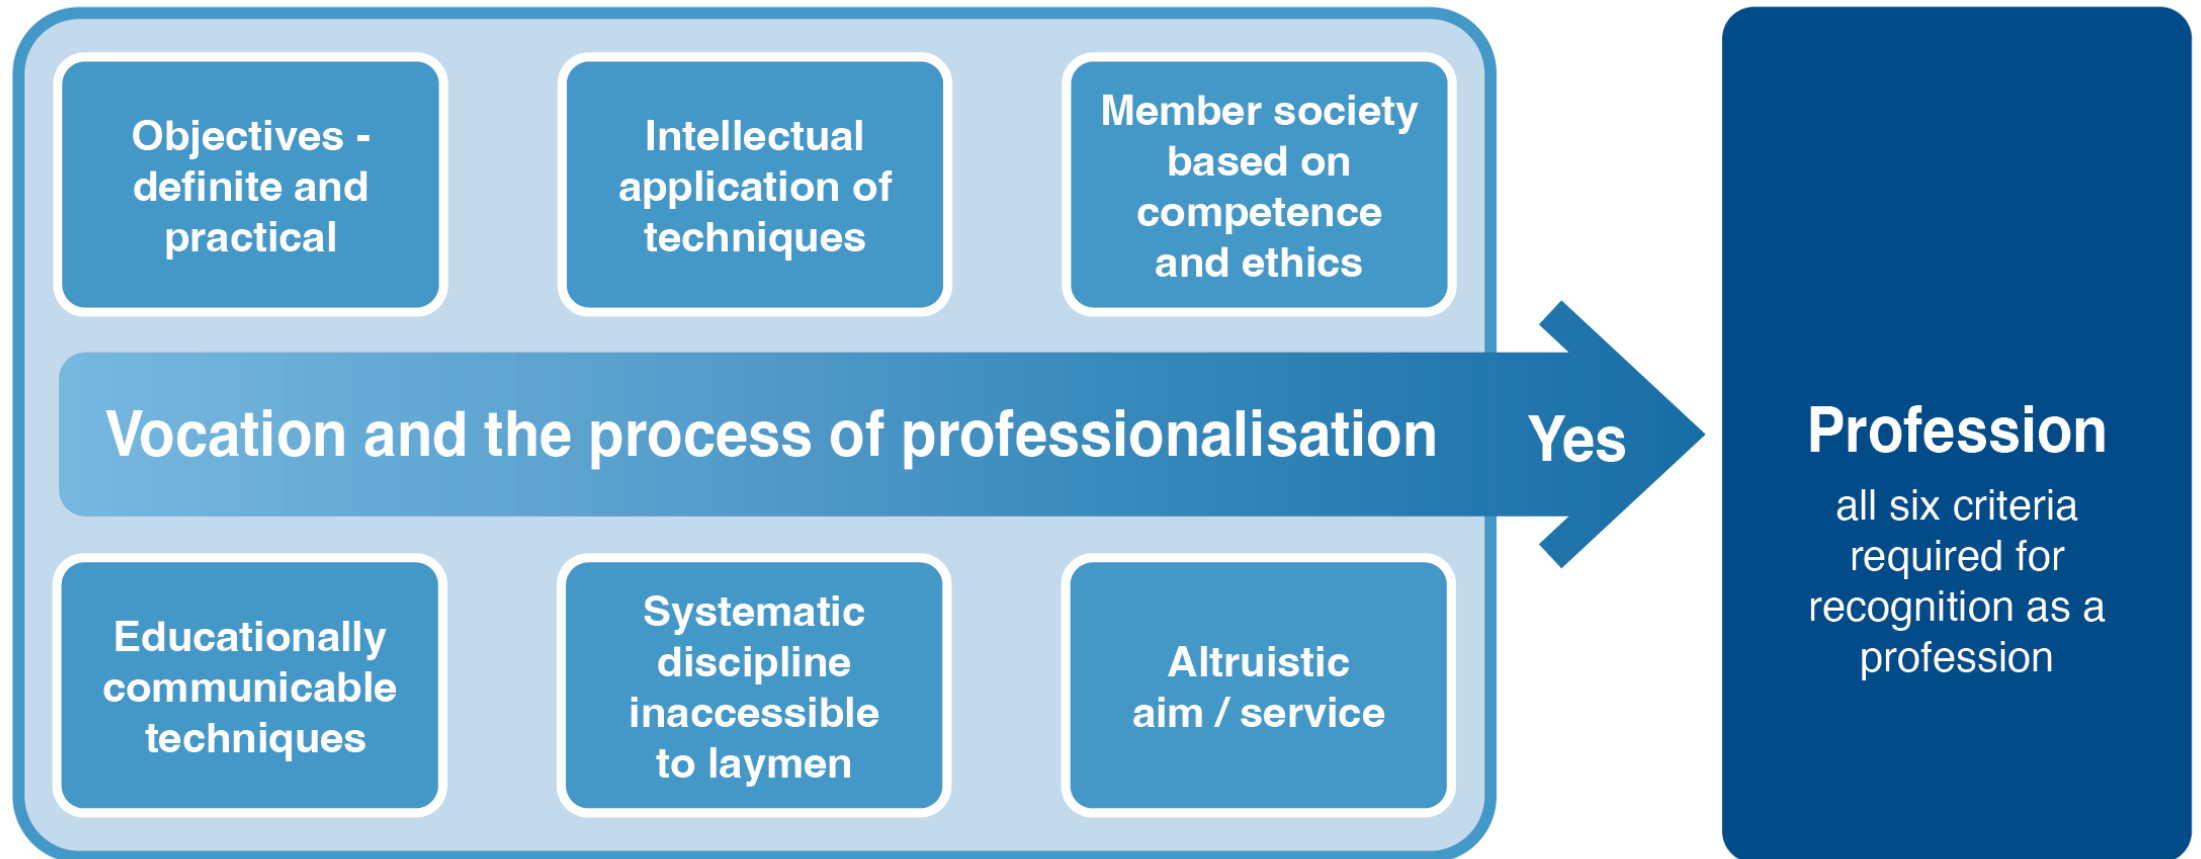 Objectives -
definite and
practical
Intellectual
application of
techniques
Member society
based on
competence
and ethics
Vocation and the process of professionalisation
Yes
Educationally
communicable
techniques
Systematic
discipline
inaccessible
to laymen
Altruistic
aim / service
Profession
all six criteria
required for
recognition as a
profession